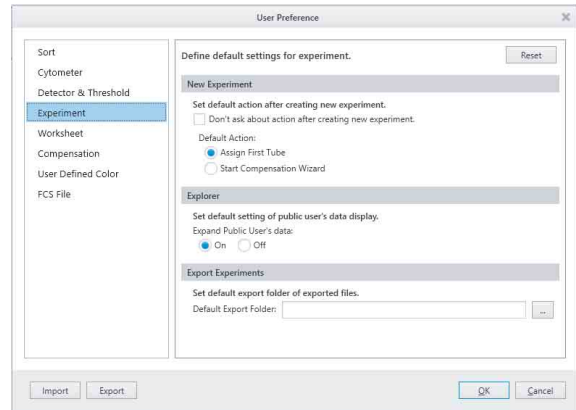 User Preference
Sort
Cytometer
Detector & Threshold
Experiment
Worksheet
Compensation
User Defined Color
FCS File
Define default settings for experiment.
Reset
New Experiment
Set default action after creating new experiment.
Don't ask about action after creating new experiment.
Default Action:
Assign First Tube
Start Compensation Wizard
Explorer
Set default setting of public user's data display.
Expand Public User's data:
On Off
Export Experiments
Set default export folder of exported files.
Default Export Folder: ...
Import Export OK Cancel